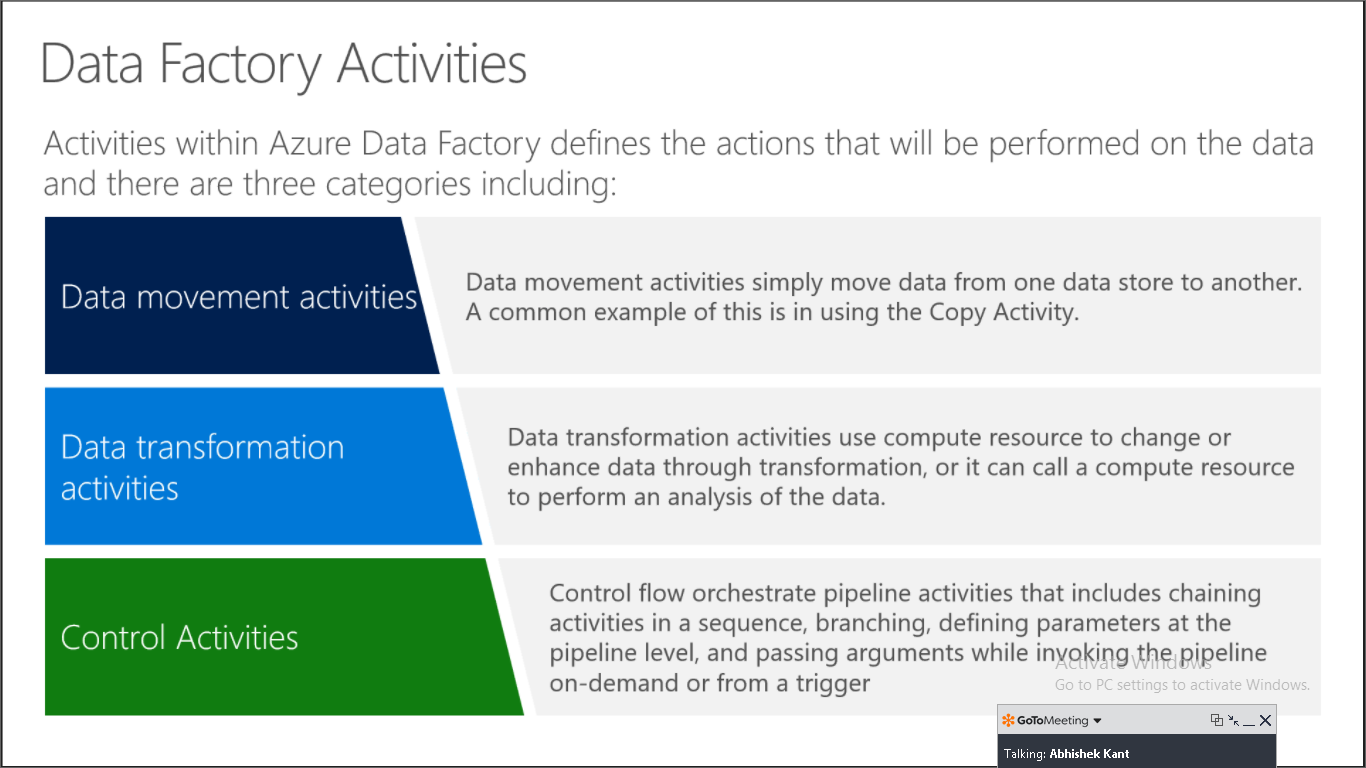 Data Factory Activities
Activities within Azure Data Factory defines the actions that will be performed on the data
and there are three categories including:
Data movement activities
Data movement activities simply move data from one data store to another.
A common example of this is in using the Copy Activity.
Data transformation
activities
Data transformation activities use compute resource to change or
enhance data through transformation, or it can call a compute resource
to perform an analysis of the data.
Control Activities
Control flow orchestrate pipeline activities that includes chaining
activities in a sequence, branching, defining parameters at the
pipeline level, and passing arguments while invoking the pipeline
on-demand or from a trigger
Activate Windows
Go to PC settings to activate Windows.
GoToMeeting
Talking: Abhishek Kant